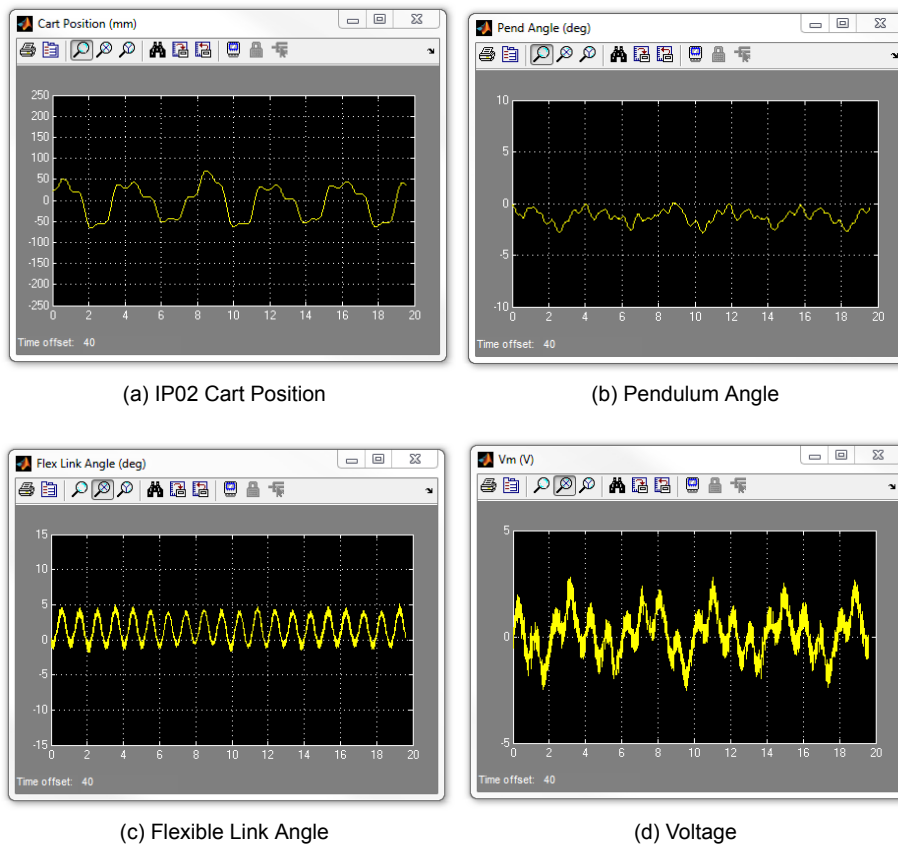 Cart Position (mm)
250
200
150
100
50
0
-50
-100
-150
-200
-250
0 2 4 6 8 10 12 14 16 18 20
Time offset: 40
(a) IP02 Cart Position
Pend Angle (deg)
10
5
0
-5
-10
0 2 4 6 8 10 12 14 16 18 20
Time offset: 40
(b) Pendulum Angle
Flex Link Angle (deg)
15
10
5
0
-5
-10
-15
0 2 4 6 8 10 12 14 16 18 20
Time offset: 40
(c) Flexible Link Angle
Vm (V)
5
0
-5
0 2 4 6 8 10 12 14 16 18 20
Time offset: 40
(d) Voltage